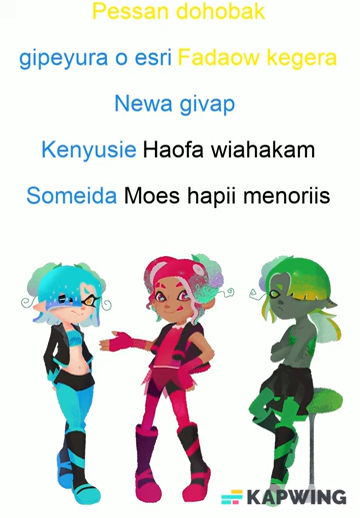 Pessan dohobak
gipeyura o esri Fadaow kegera
Newa givap
Kenyusie Haofa wiahakam
Someida Moes hapii menoriis
KAPWING